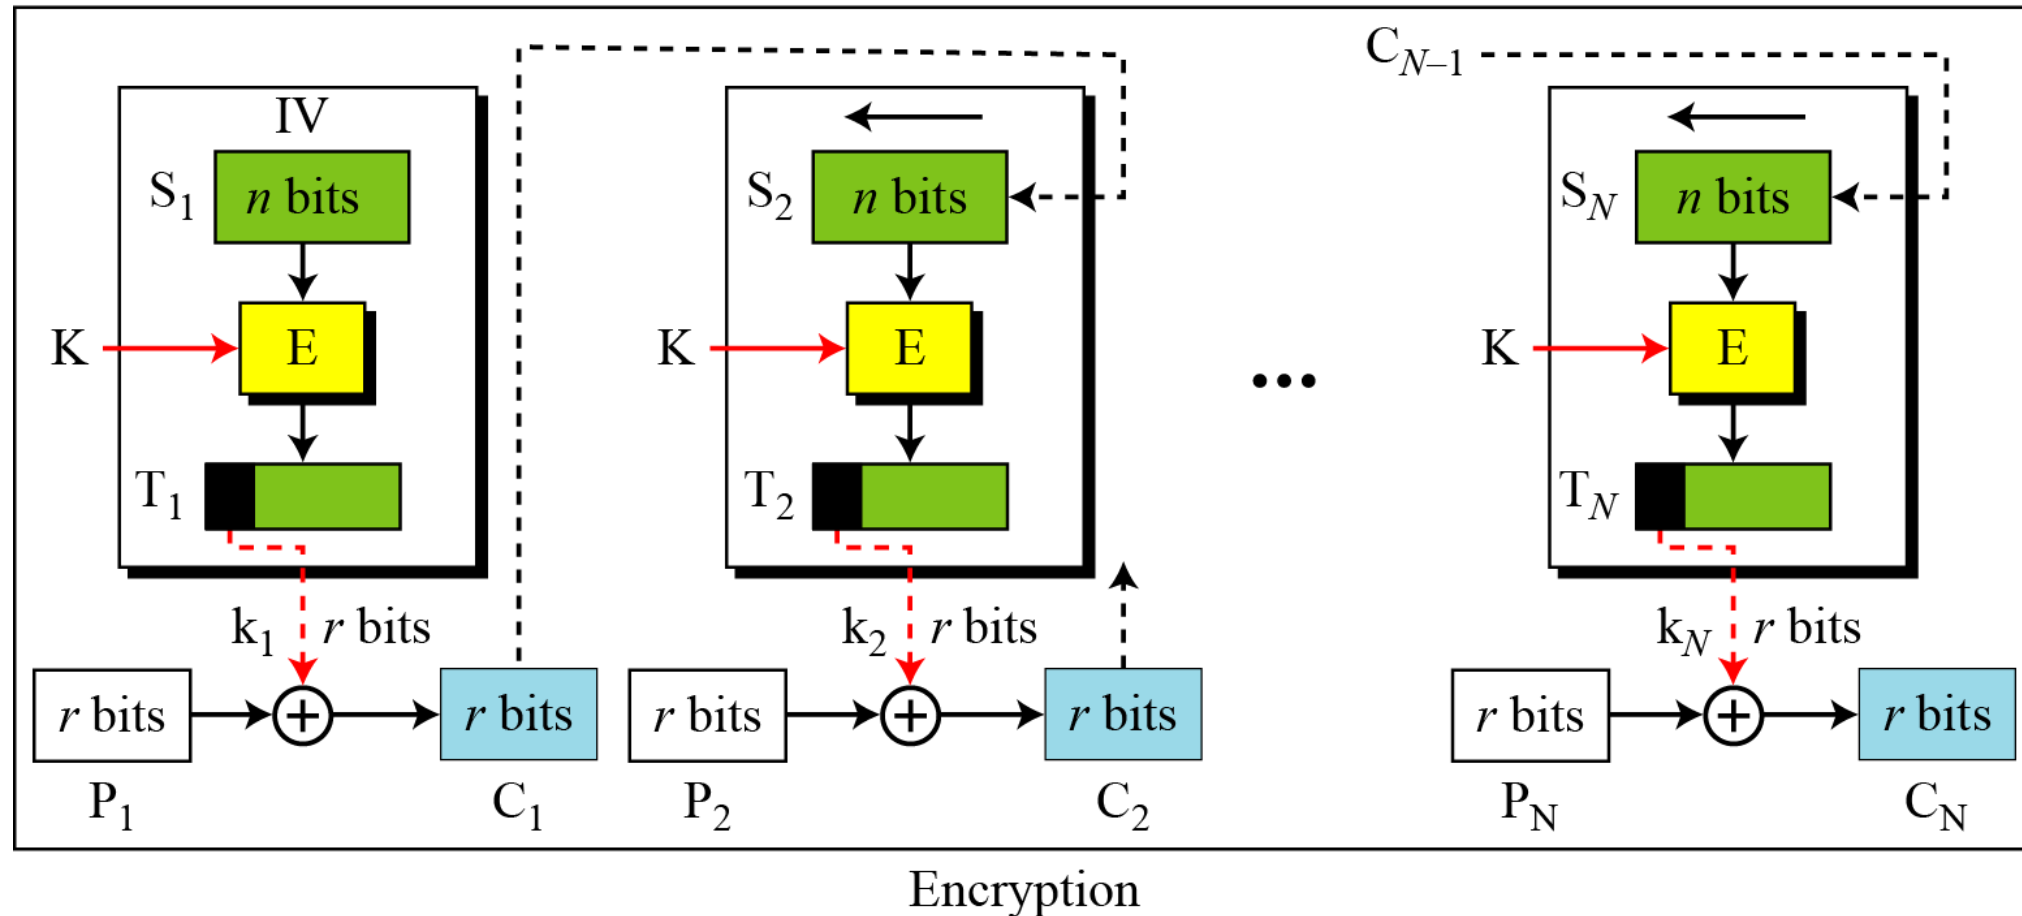 C_{N–1}
IV
S_1 n bits S_2 n bits S_N n bits
K E K E ... K E
T_1 T_2 T_N
k_1 r bits k_2 r bits k_N r bits
r bits + r bits r bits + r bits r bits + r bits
P_1 C_1 P_2 C_2 P_N C_N
Encryption